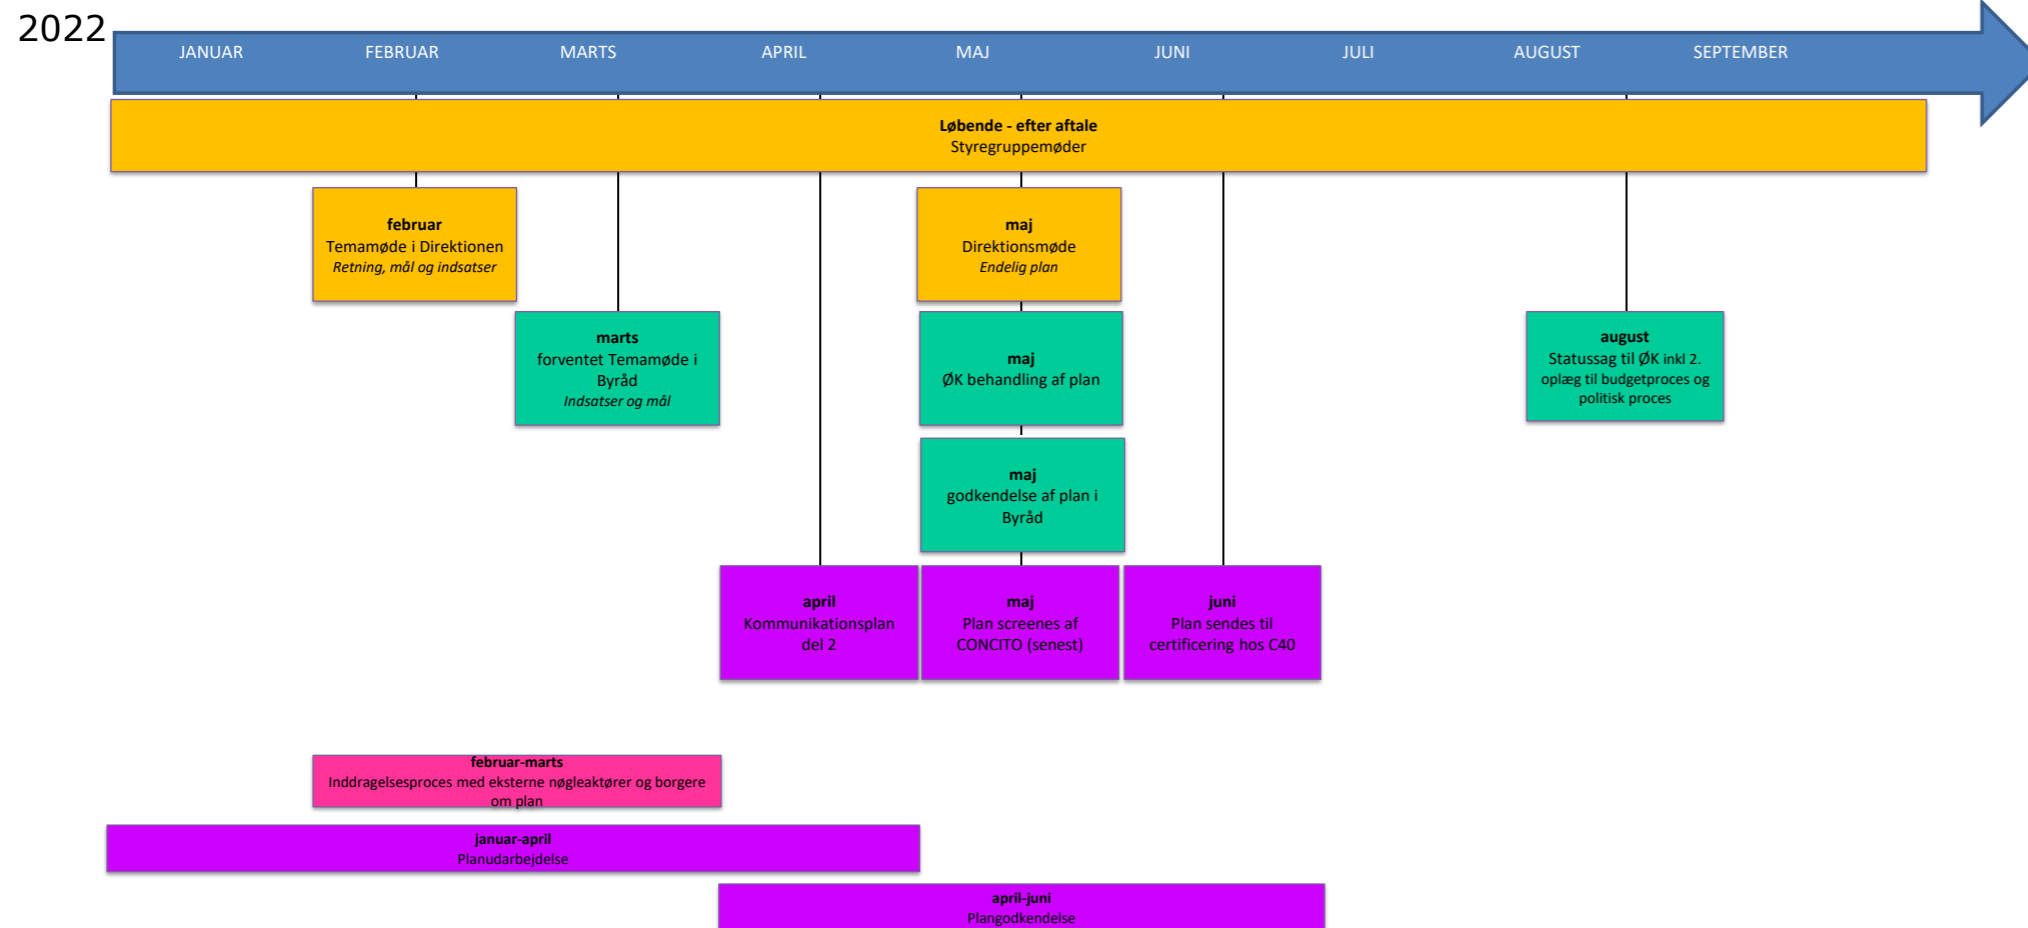 2022
JANUAR
FEBRUAR
MARTS
APRIL
MAJ
JUNI
JULI
AUGUST
SEPTEMBER
Løbende - efter aftale
Styregruppemøder
februar
Temamøde i Direktionen
Retning, mål og indsatser
maj
Direktionsmøde
Endelig plan
marts
forventet Temamøde i
Byråd
Indsatser og mål
maj
ØK behandling af plan
august
Statussag til ØK inkl 2.
oplæg til budgetproces og
politisk proces
maj
godkendelse af plan i
Byråd
april
Kommunikationsplan
del 2
maj
Plan screenes af
CONCITO (senest)
juni
Plan sendes til
certificering hos C40
februar-marts
Inddragelsesproces med eksterne nøgleaktører og borgere
om plan
januar-april
Planudarbejdelse
april-juni
Plangodkendelse